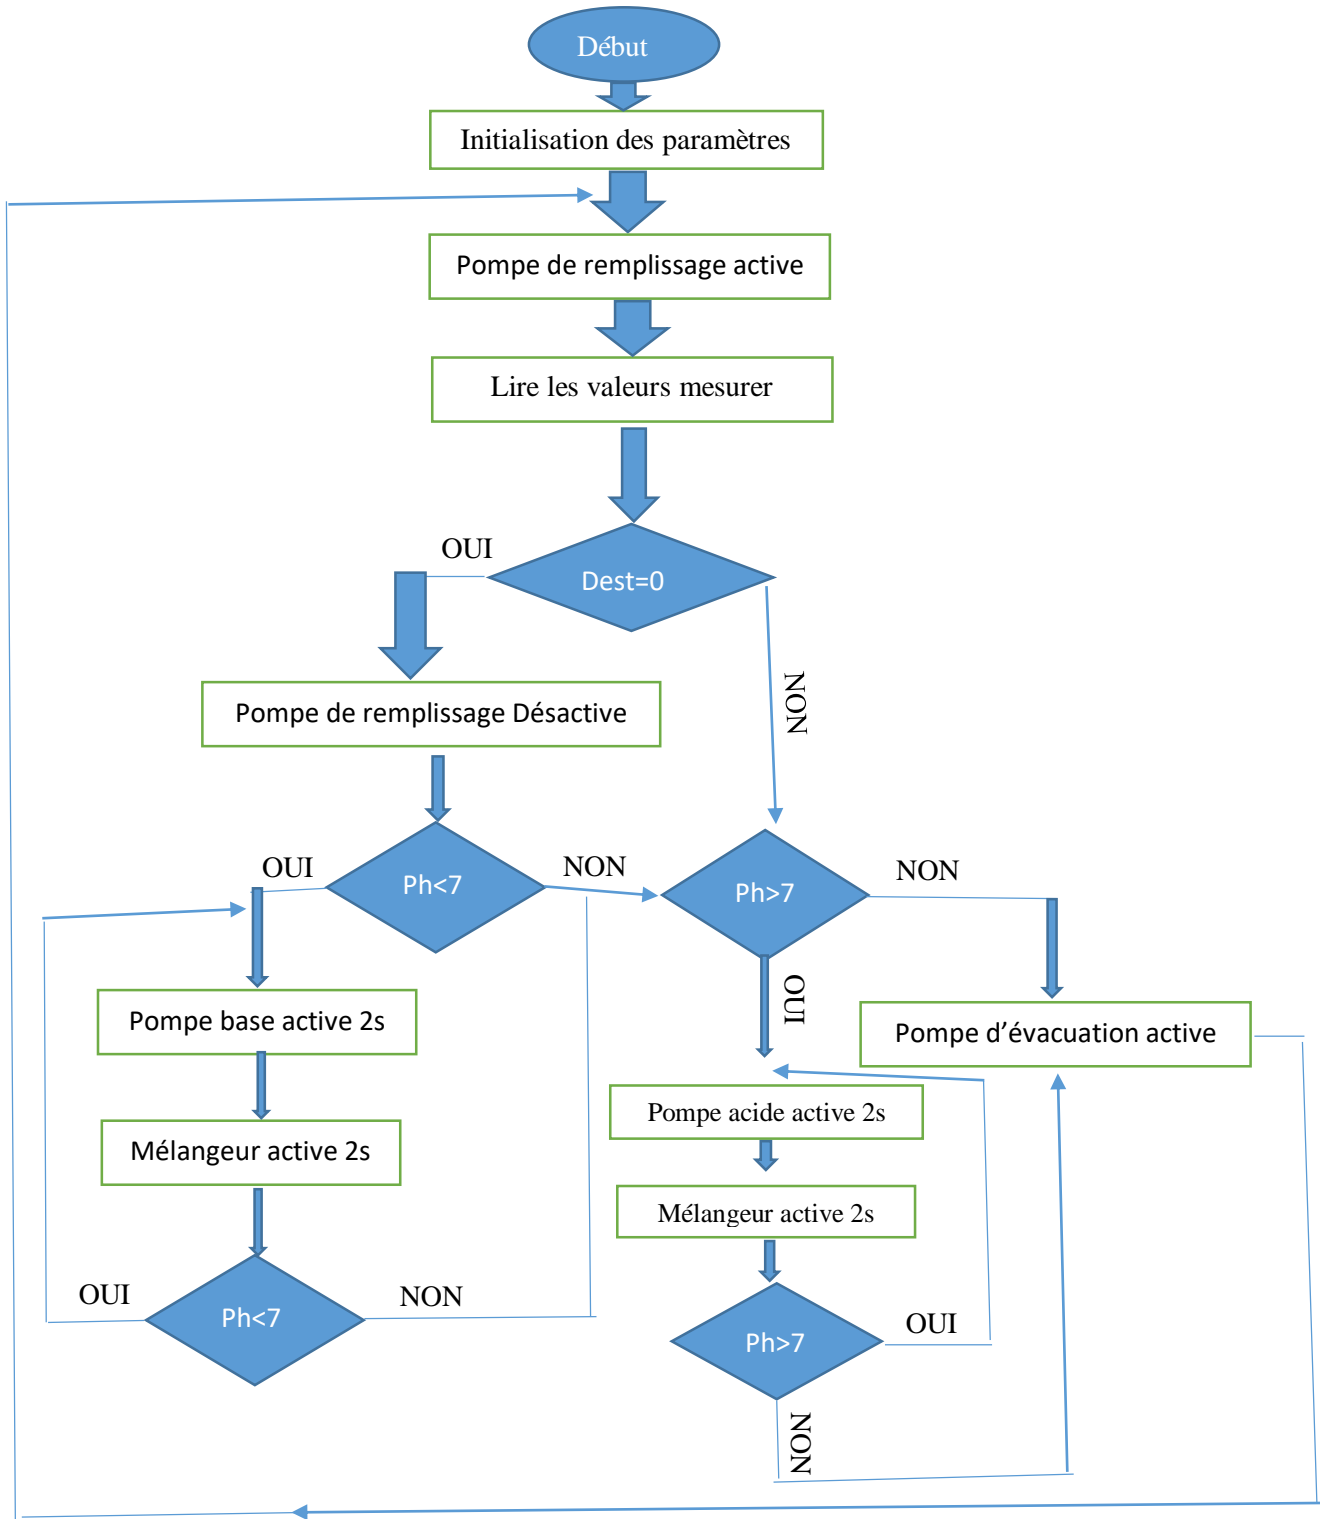 Début
Initialisation des paramètres
Pompe de remplissage active
Lire les valeurs mesurer
OUI
Dest=0
NON
Pompe de remplissage Désactive
OUI
Ph<7
NON
Ph>7
NON
OUI
Pompe base active 2s
Pompe d’évacuation active
Pompe acide active 2s
Mélangeur active 2s
Mélangeur active 2s
OUI
Ph<7
NON
Ph>7
OUI
NON